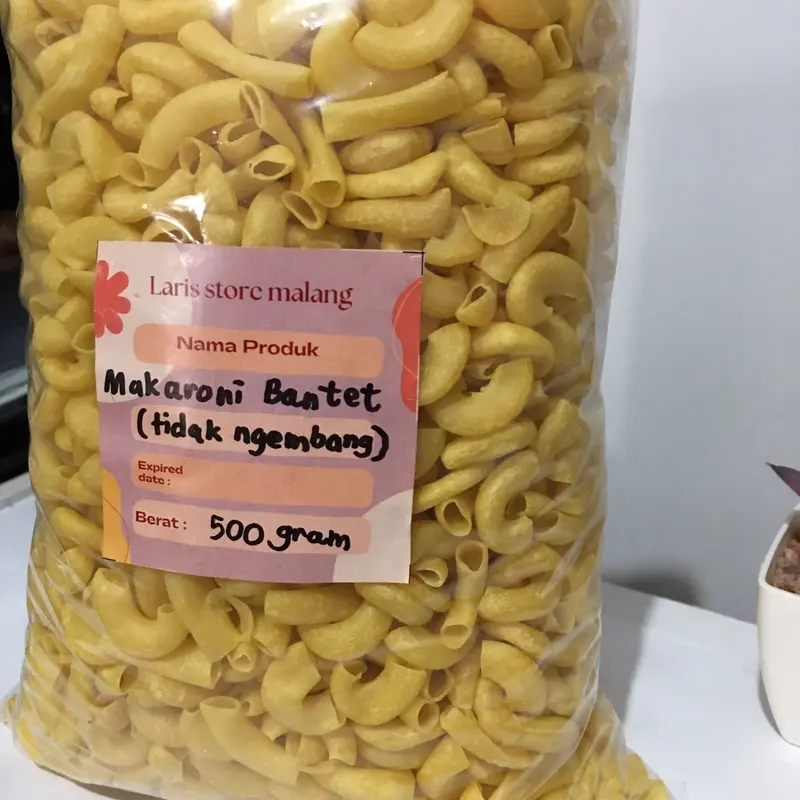 Laris store malang
Nama Produk
Makaroni Bantet
(tidak ngembang)
Expired
date :
Berat : 500 gram